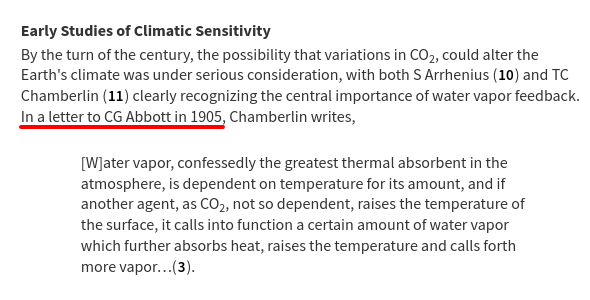 Early Studies of Climatic Sensitivity
By the turn of the century, the possibility that variations in CO₂, could alter the
Earth's climate was under serious consideration, with both S Arrhenius (10) and TC
Chamberlin (11) clearly recognizing the central importance of water vapor feedback.
In a letter to CG Abbott in 1905, Chamberlin writes,
[W]ater vapor, confessedly the greatest thermal absorbent in the
atmosphere, is dependent on temperature for its amount, and if
another agent, as CO₂, not so dependent, raises the temperature of
the surface, it calls into function a certain amount of water vapor
which further absorbs heat, raises the temperature and calls forth
more vapor…(3).